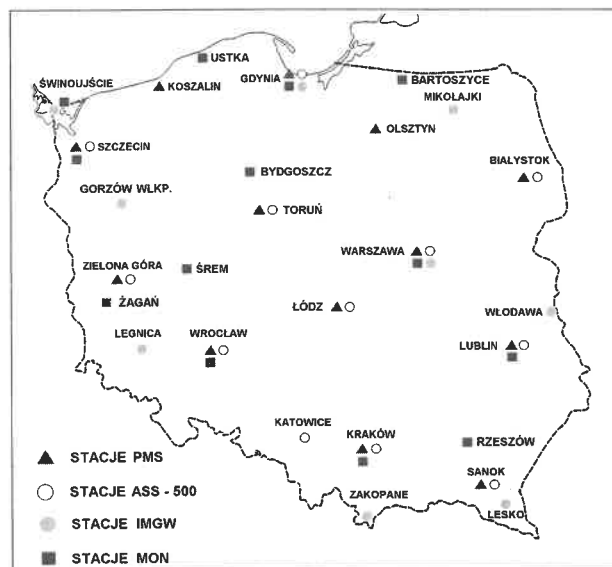 USTKA
GDYNIA
BARTOSZYCE
ŚWINOUJŚCIE
KOSZALIN
MIKOŁAJKI
OLSZTYN
SZCZECIN
BIAŁYSTOK
BYDGOSZCZ
GORZÓW WLKP.
TORUŃ
WARSZAWA
ZIELONA GÓRA
ŚREM
ŻAGAŃ
ŁÓDZ
WŁODAWA
LEGNICA
WROCŁAW
LUBLIN
KATOWICE
KRAKÓW
RZESZÓW
STACJE PMS
SANOK
STACJE ASS - 500
ZAKOPANE
LESKO
STACJE IMGW
STACJE MON